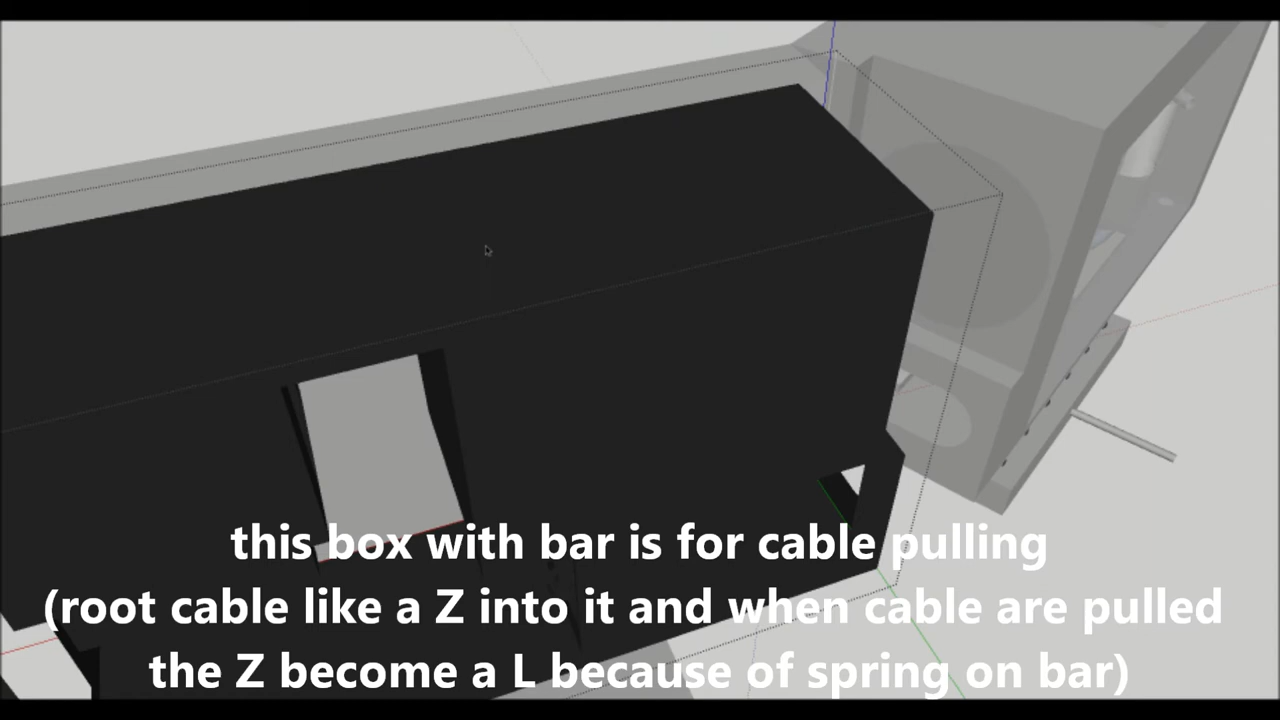 this box with bar is for cable pulling
(root cable like a Z into it and when cable are pulled
the Z become a L because of spring on bar)